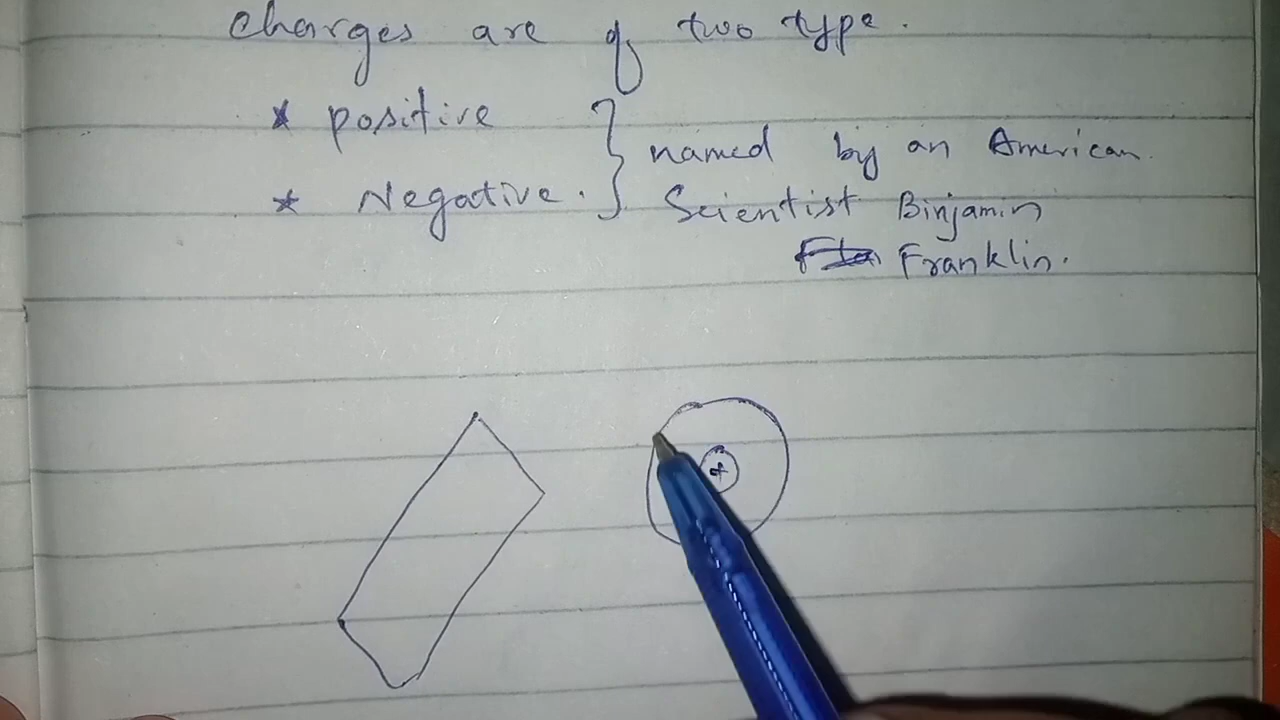 charges are of two type.
* positive
named by an American.
* Negative.
Scientist Binjamin
Franklin.
+